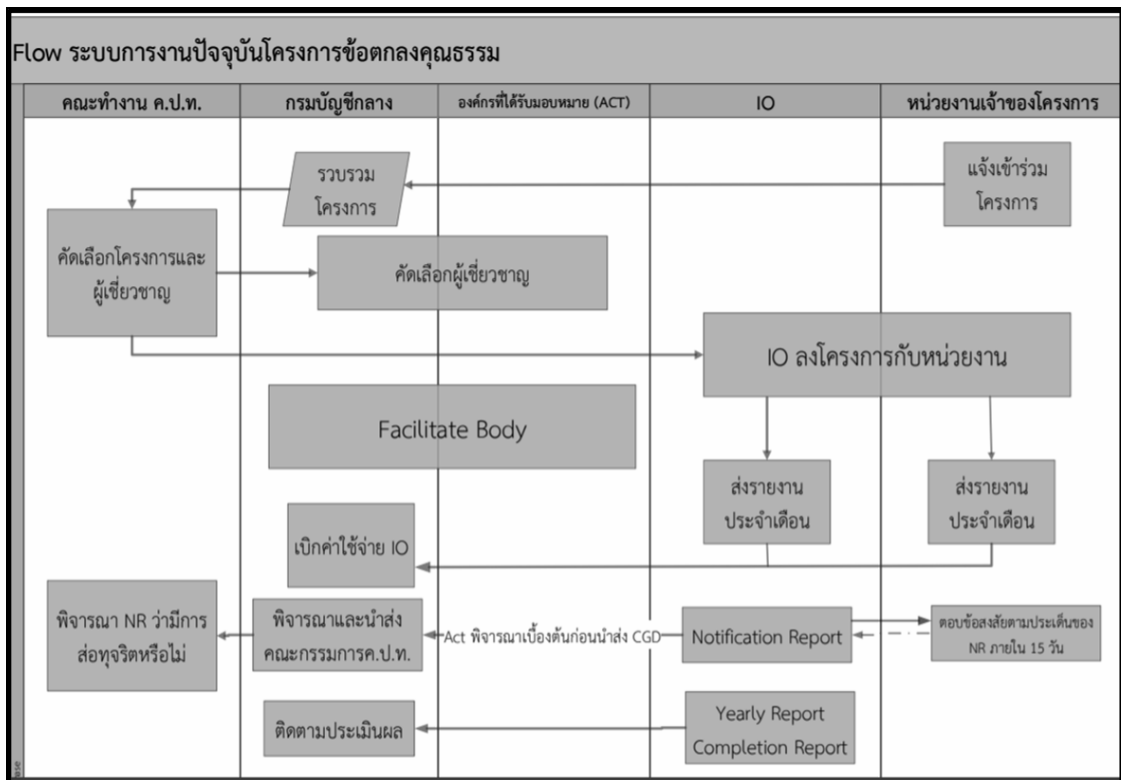 Flow ระบบการงานปัจจุบันโครงการข้อตกลงคุณธรรม
คณะทำงาน ค.ป.ท.
กรมบัญชีกลาง
องค์กรที่ได้รับมอบหมาย (ACT)
IO
หน่วยงานเจ้าของโครงการ
รวบรวม
โครงการ
แจ้งเข้าร่วม
โครงการ
คัดเลือกโครงการและ
ผู้เชี่ยวชาญ
คัดเลือกผู้เชี่ยวชาญ
IO ลงโครงการกับหน่วยงาน
Facilitate Body
ส่งรายงาน
ประจำเดือน
ส่งรายงาน
ประจำเดือน
เบิกค่าใช้จ่าย IO
พิจารณา NR ว่ามีการ
ส่อทุจริตหรือไม่
พิจารณาและนำส่ง
คณะกรรมการค.ป.ท.
Act พิจารณาเบื้องต้นก่อนนำส่ง CGD
Notification Report
ตอบข้อสงสัยตามประเด็นของ
NR ภายใน 15 วัน
ติดตามประเมินผล
Yearly Report
Completion Report